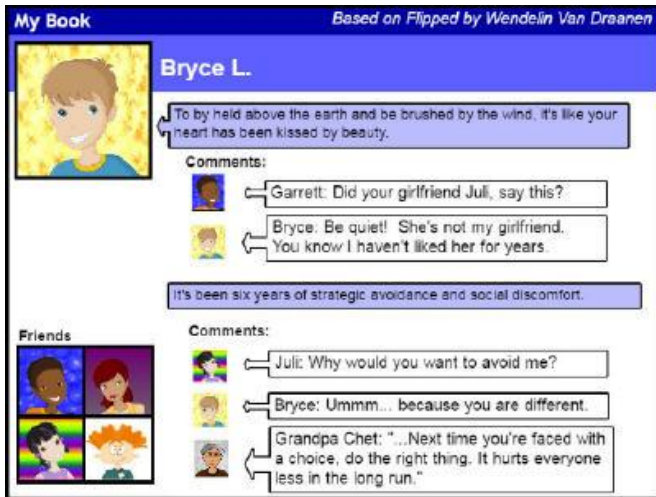 My Book
Based on Flipped by Wendelin Van Draanen
Bryce L.
To by held above the earth and be brushed by the wind, it's like your
heart has been kissed by beauty.
Comments:
Garrett: Did your girlfriend Juli, say this?
Bryce: Be quiet! She's not my girlfriend.
You know I haven't liked her for years.
It's been six years of strategic avoidance and social discomfort.
Friends
Comments:
Juli: Why would you want to avoid me?
Bryce: Ummm... because you are different.
Grandpa Chet: "...Next time you're faced with
a choice, do the right thing. It hurts everyone
less in the long run."